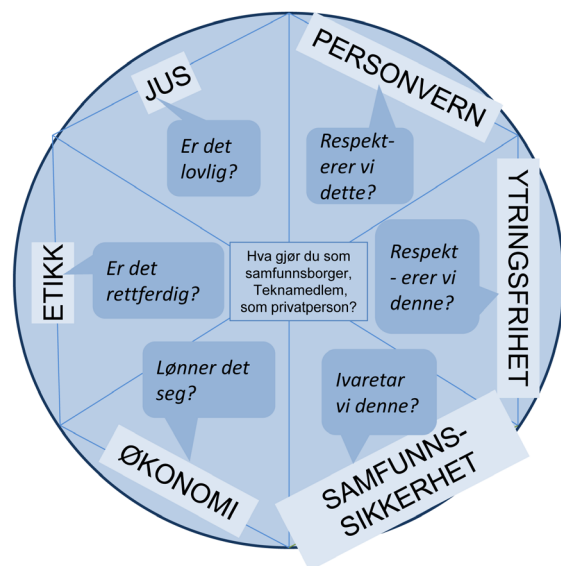 JUS
Er det
lovlig?
PERSONVERN
Respekt-
erer vi
dette?
YTRINGSFRIHET
Respekt
- erer vi
denne?
Hva gjør du som
samfunnsborger,
Teknamedlem,
som privatperson?
ETIKK
Er det
rettferdig?
Lønner det
seg?
ØKONOMI
Ivaretar
vi denne?
SAMFUNNS-
SIKKERHET